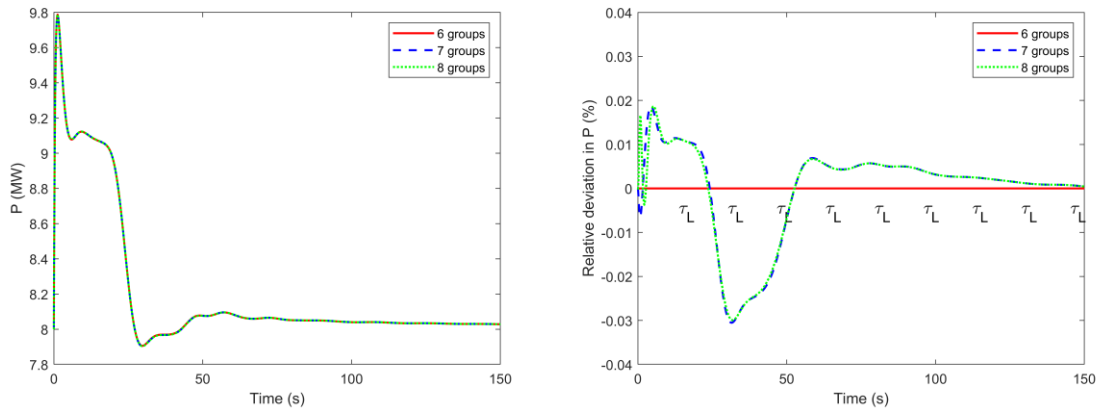 9.8
9.6
9.4
9.2
9
8.8
8.6
8.4
8.2
8
7.8
P (MW)
0
50
100
150
Time (s)
6 groups
7 groups
8 groups
0.04
0.03
0.02
0.01
0
-0.01
-0.02
-0.03
-0.04
Relative deviation in P (%)
0
50
100
150
Time (s)
6 groups
7 groups
8 groups
τL τL τL τL τL τL τL τL τL